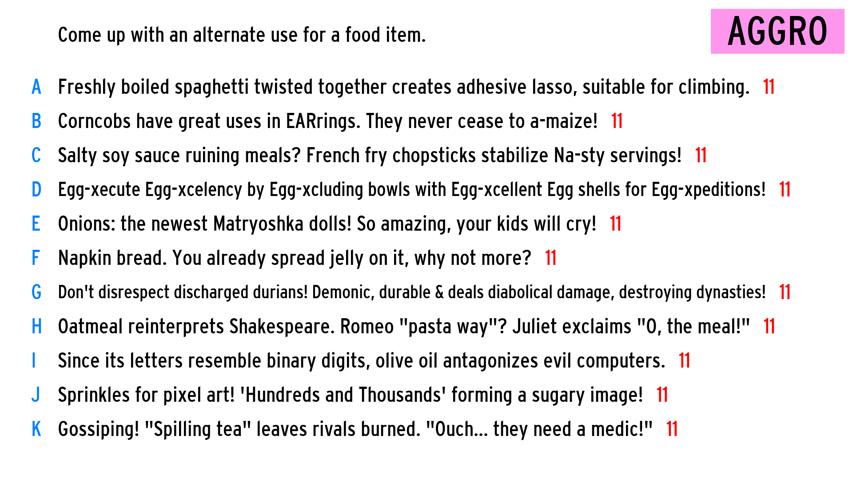 Come up with an alternate use for a food item.
AGGRO
A Freshly boiled spaghetti twisted together creates adhesive lasso, suitable for climbing. 11
B Corncobs have great uses in EARrings. They never cease to a-maize! 11
C Salty soy sauce ruining meals? French fry chopsticks stabilize Na-sty servings! 11
D Egg-xecute Egg-xcelency by Egg-xcluding bowls with Egg-xcellent Egg shells for Egg-xpeditions! 11
E Onions: the newest Matryoshka dolls! So amazing, your kids will cry! 11
F Napkin bread. You already spread jelly on it, why not more? 11
G Don't disrespect discharged durians! Demonic, durable & deals diabolical damage, destroying dynasties! 11
H Oatmeal reinterprets Shakespeare. Romeo "pasta way"? Juliet exclaims "O, the meal!" 11
I Since its letters resemble binary digits, olive oil antagonizes evil computers. 11
J Sprinkles for pixel art! 'Hundreds and Thousands' forming a sugary image! 11
K Gossiping! "Spilling tea" leaves rivals burned. "Ouch... they need a medic!" 11